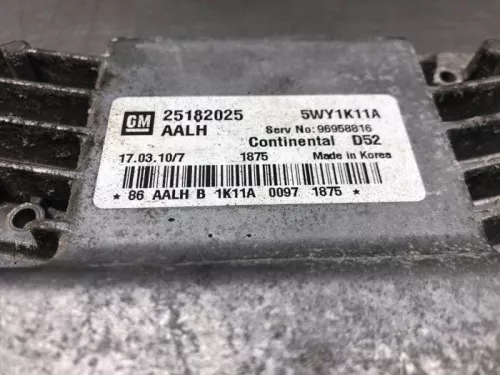 GM 25182025 5WY1K11A
AALH Serv No: 96958816
Continental D52
17.03.10/7 1875 Made in Korea
* 86 AALH B 1K11A 0097 1875 *